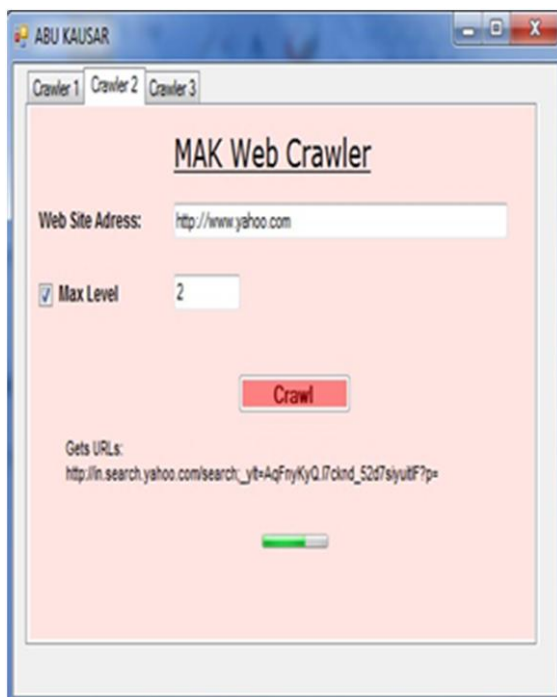 ABU KAUSAR
Crawler 1 Crawler 2 Crawler 3
MAK Web Crawler
Web Site Adress: http://www.yahoo.com
Max Level 2
Crawl
Gets URLs:
http://in.search.yahoo.com/search;_ylt=AqFnyKyQ.l7cknd_52d7siyuitIF?p=